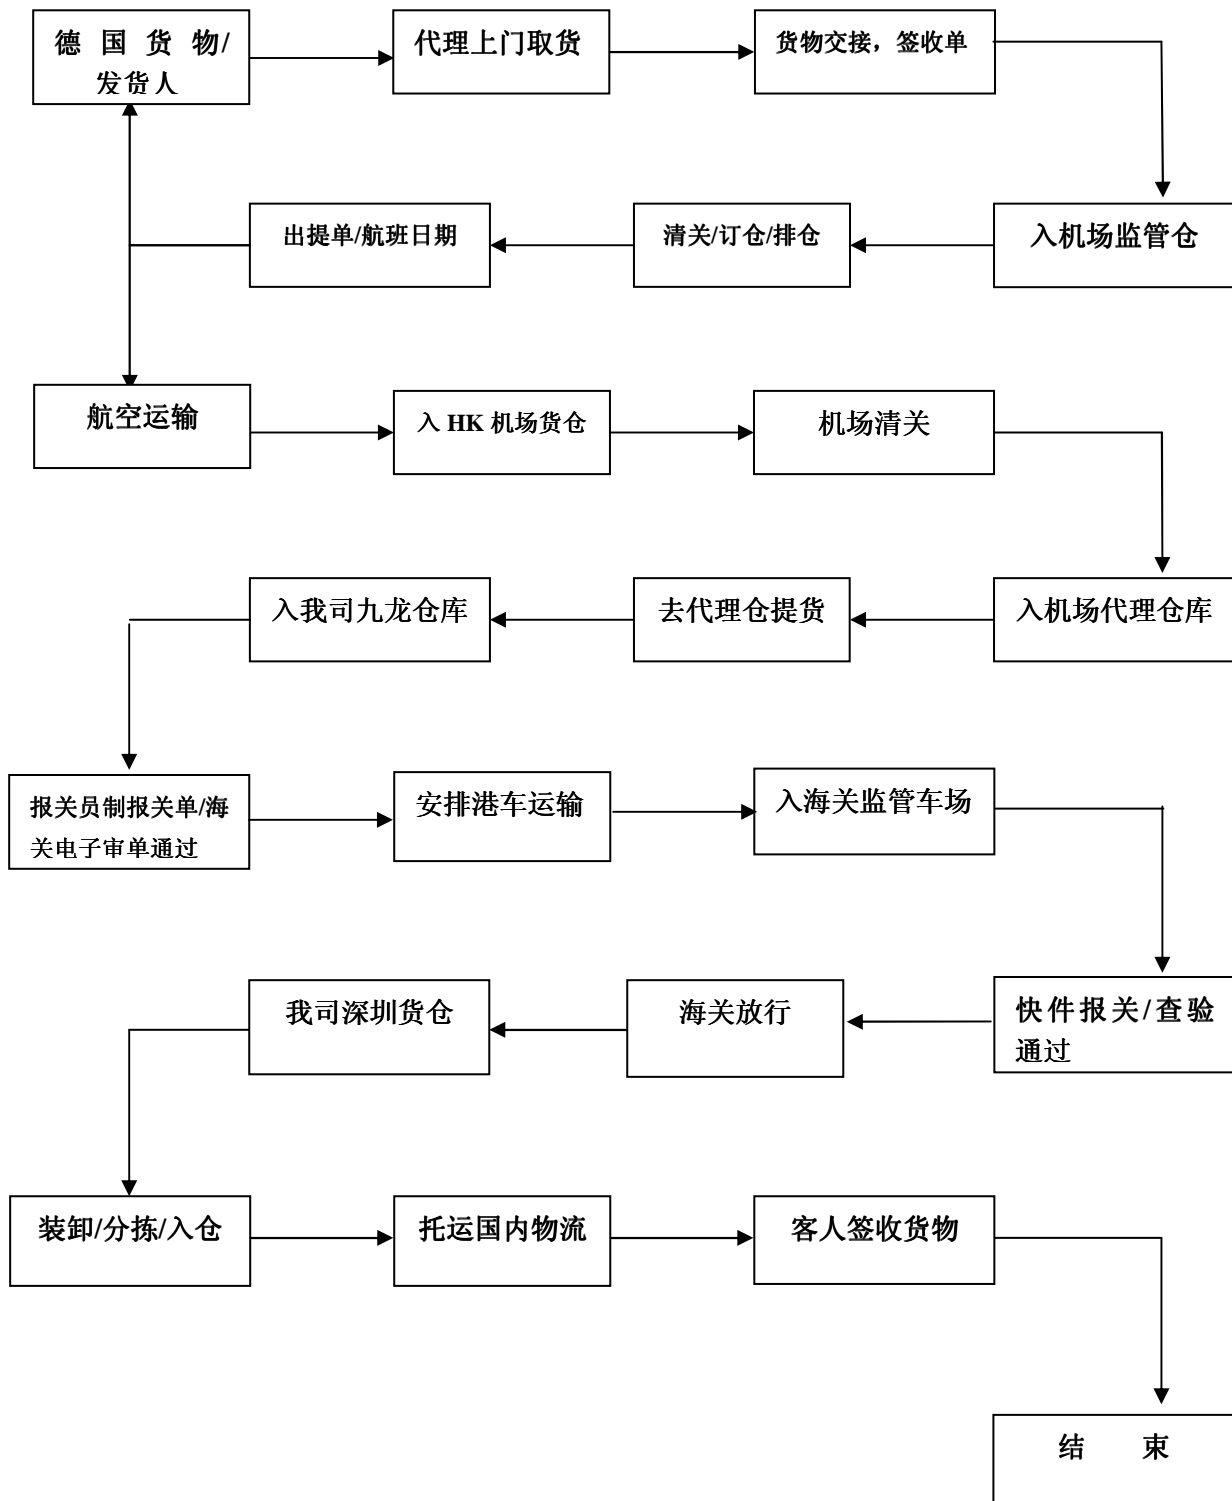 德 国 货 物/
发货人
代理上门取货
货物交接，签收单
出提单/航班日期
清关/订仓/排仓
入机场监管仓
航空运输
入 HK 机场货仓
机场清关
入我司九龙仓库
去代理仓提货
入机场代理仓库
报关员制报关单/海
关电子审单通过
安排港车运输
入海关监管车场
我司深圳货仓
海关放行
快件报关/查验
通过
装卸/分拣/入仓
托运国内物流
客人签收货物
结 束